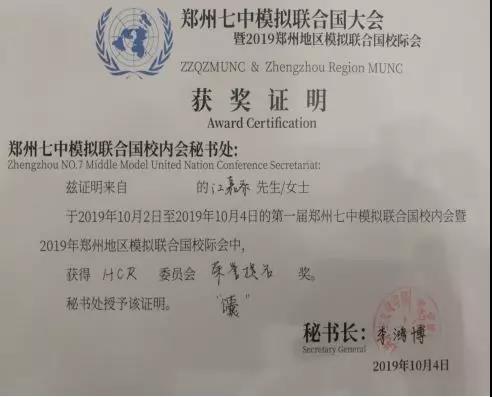 郑州七中模拟联合国大会
暨2019郑州地区模拟联合国校际会
ZZQZMUNC & Zhengzhou Region MUNC
获奖证明
Award Certification
郑州七中模拟联合国校内会秘书处:
Zhengzhou NO.7 Middle Model United Nation Conference Secretariat:
兹证明来自 的江嘉乔先生/女士
于2019年10月2日至2019年10月4日的第一届郑州七中模拟联合国校内会暨
2019年郑州地区模拟联合国校际会中,
获得 HCR 委员会 荣誉提名 奖。
秘书处授予该证明。
秘书长: 李鸿博
Secretary General
2019年10月4日